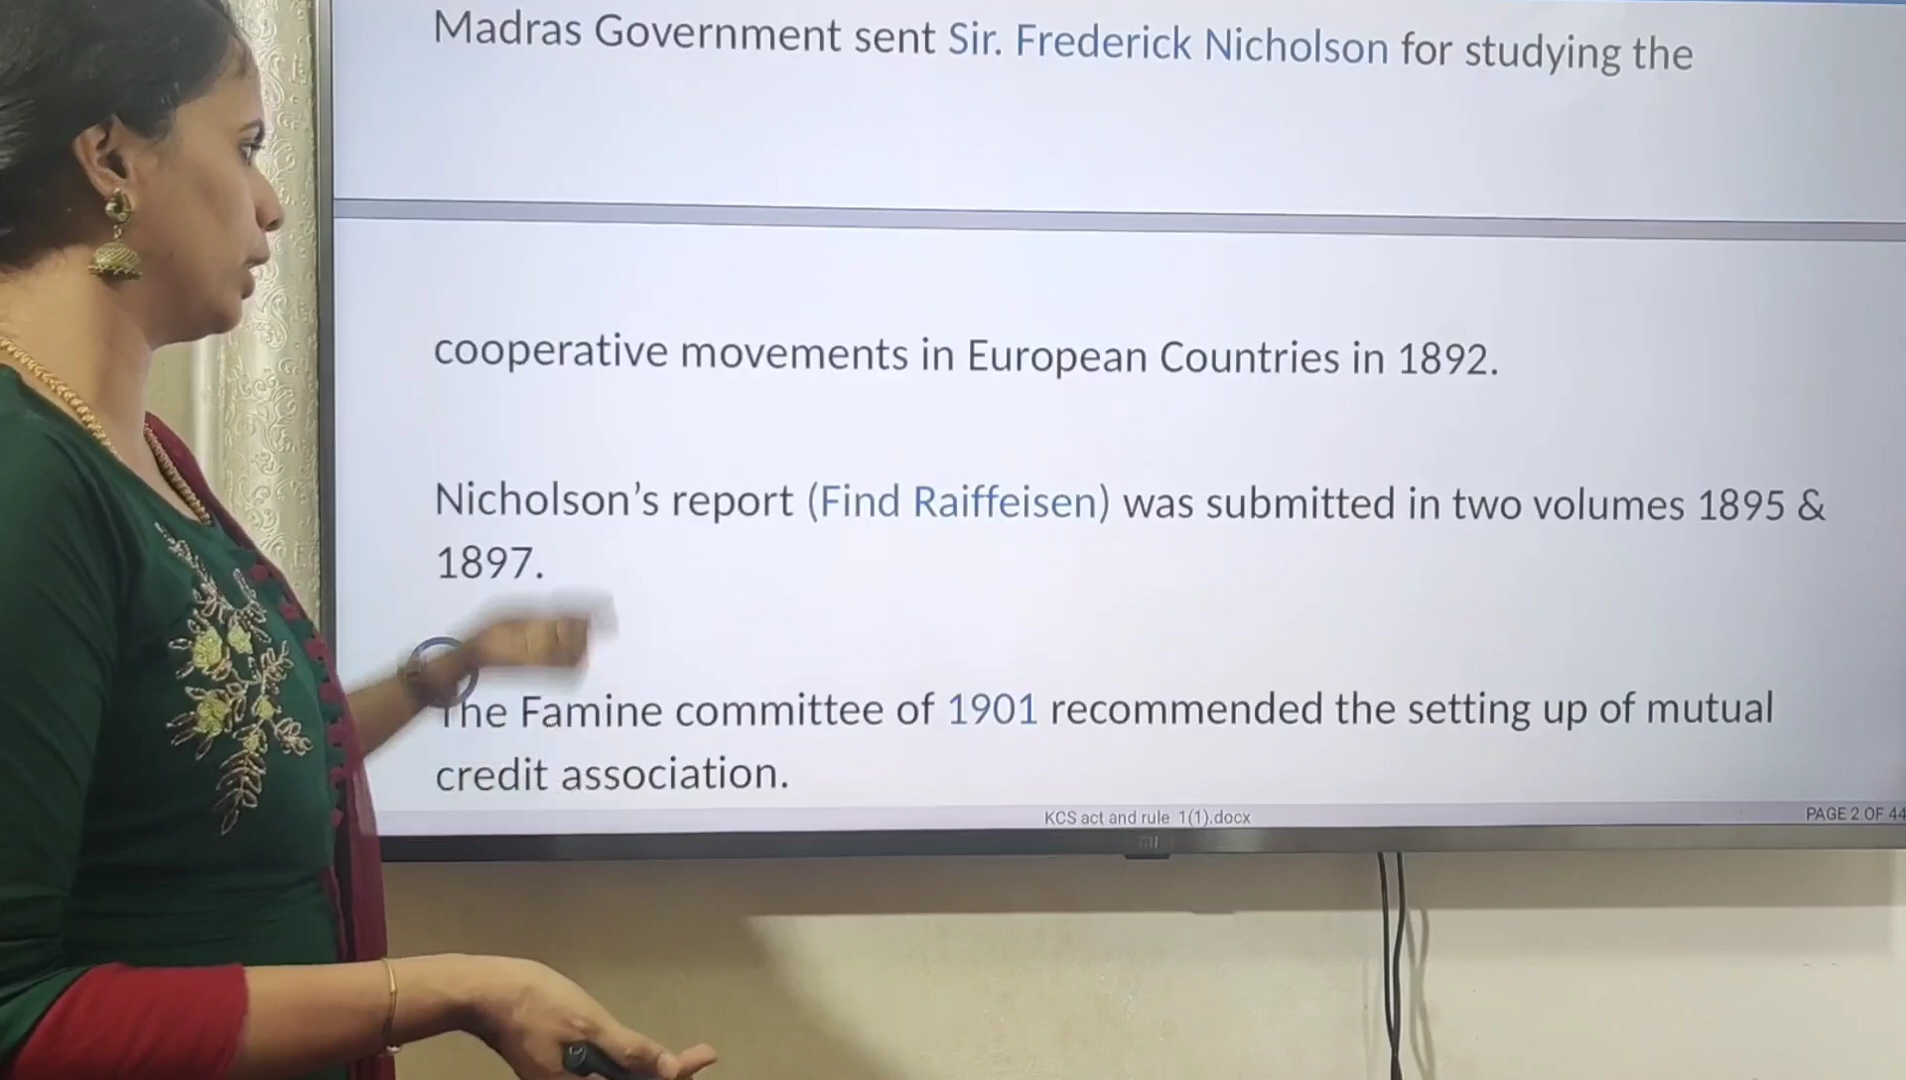 Madras Government sent Sir. Frederick Nicholson for studying the
cooperative movements in European Countries in 1892.
Nicholson’s report (Find Raiffeisen) was submitted in two volumes 1895 &
1897.
The Famine committee of 1901 recommended the setting up of mutual
credit association.
KCS act and rule 1(1).docx
PAGE 2 OF 44
mi